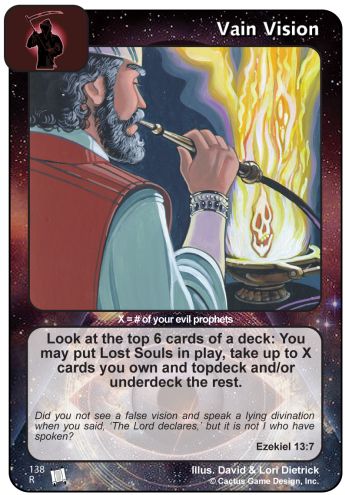 Vain Vision
X = # of your evil prophets
Look at the top 6 cards of a deck: You
may put Lost Souls in play, take up to X
cards you own and topdeck and/or
underdeck the rest.
Did you not see a false vision and speak a lying divination
when you said, 'The Lord declares,' but it is not I who have
spoken?
Ezekiel 13:7
138
R
Illus. David & Lori Dietrick
© Cactus Game Design, Inc.